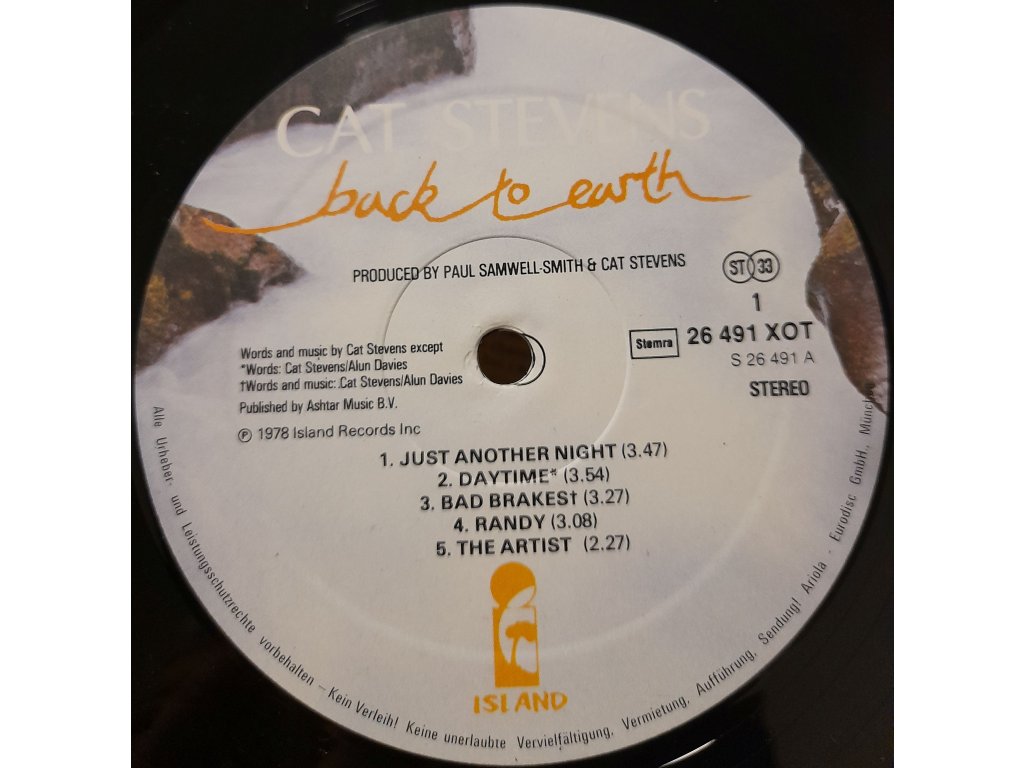 CAT STEVENS
back to earth
PRODUCED BY PAUL SAMWELL-SMITH & CAT STEVENS
ST 33
1
Stemra
26 491 XOT
S 26 491 A
STEREO
Words and music by Cat Stevens except
*Words: Cat Stevens/Alun Davies
†Words and music: Cat Stevens/Alun Davies
Published by Ashtar Music B.V.
℗ 1978 Island Records Inc
1. JUST ANOTHER NIGHT (3.47)
2. DAYTIME* (3.54)
3. BAD BRAKES† (3.27)
4. RANDY (3.08)
5. THE ARTIST (2.27)
ISLAND
Alle Urheber- und Leistungsschutzrechte vorbehalten – Kein Verleih! Keine unerlaubte Vervielfältigung, Vermietung, Aufführung, Sendung! Ariola - Eurodisc GmbH, München